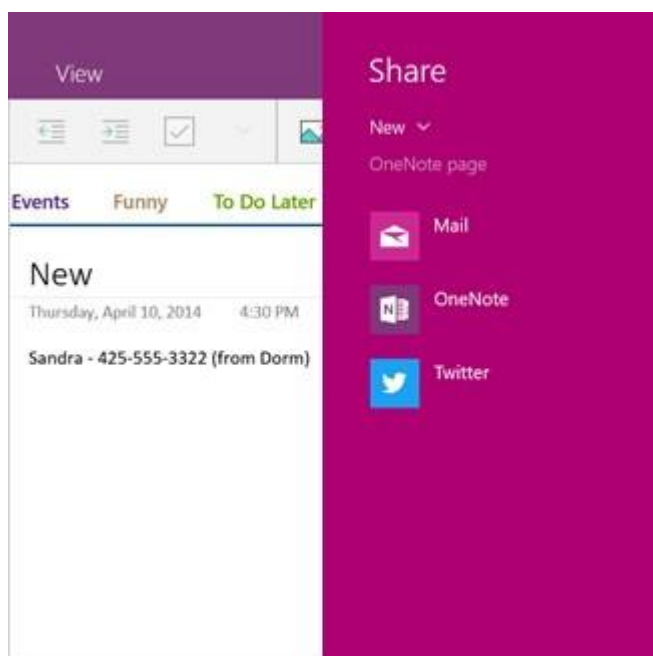 View
Events Funny To Do Later
New
Thursday, April 10, 2014 4:30 PM
Sandra - 425-555-3322 (from Dorm)
Share
New
OneNote page
Mail
N
OneNote
Twitter